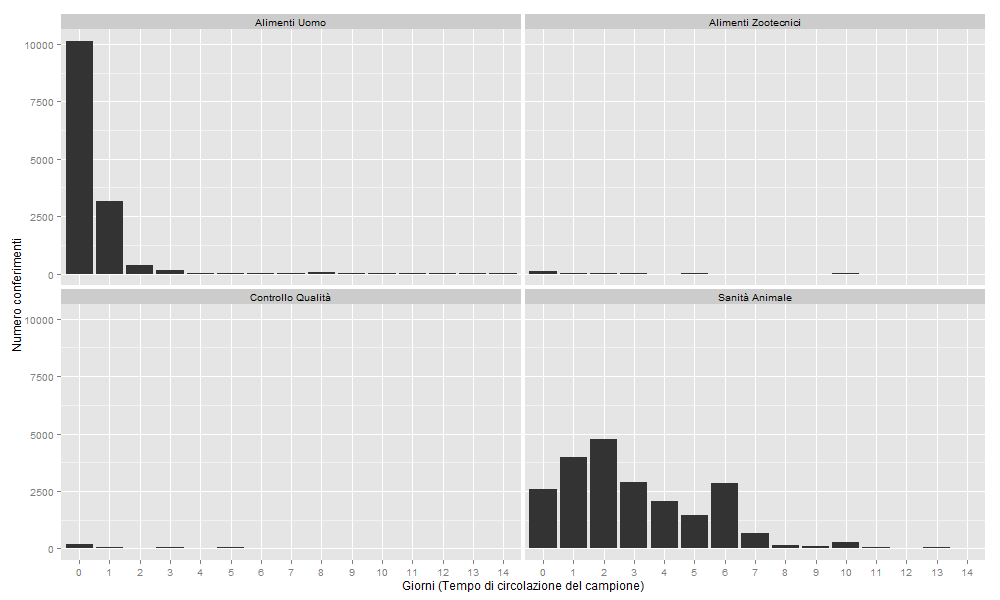 Alimenti Uomo
Alimenti Zootecnici
10000
7500
5000
2500
0
Controllo Qualità
Sanità Animale
10000
7500
5000
2500
0
0 1 2 3 4 5 6 7 8 9 10 11 12 13 14
0 1 2 3 4 5 6 7 8 9 10 11 12 13 14
Giorni (Tempo di circolazione del campione)
Numero conferimenti